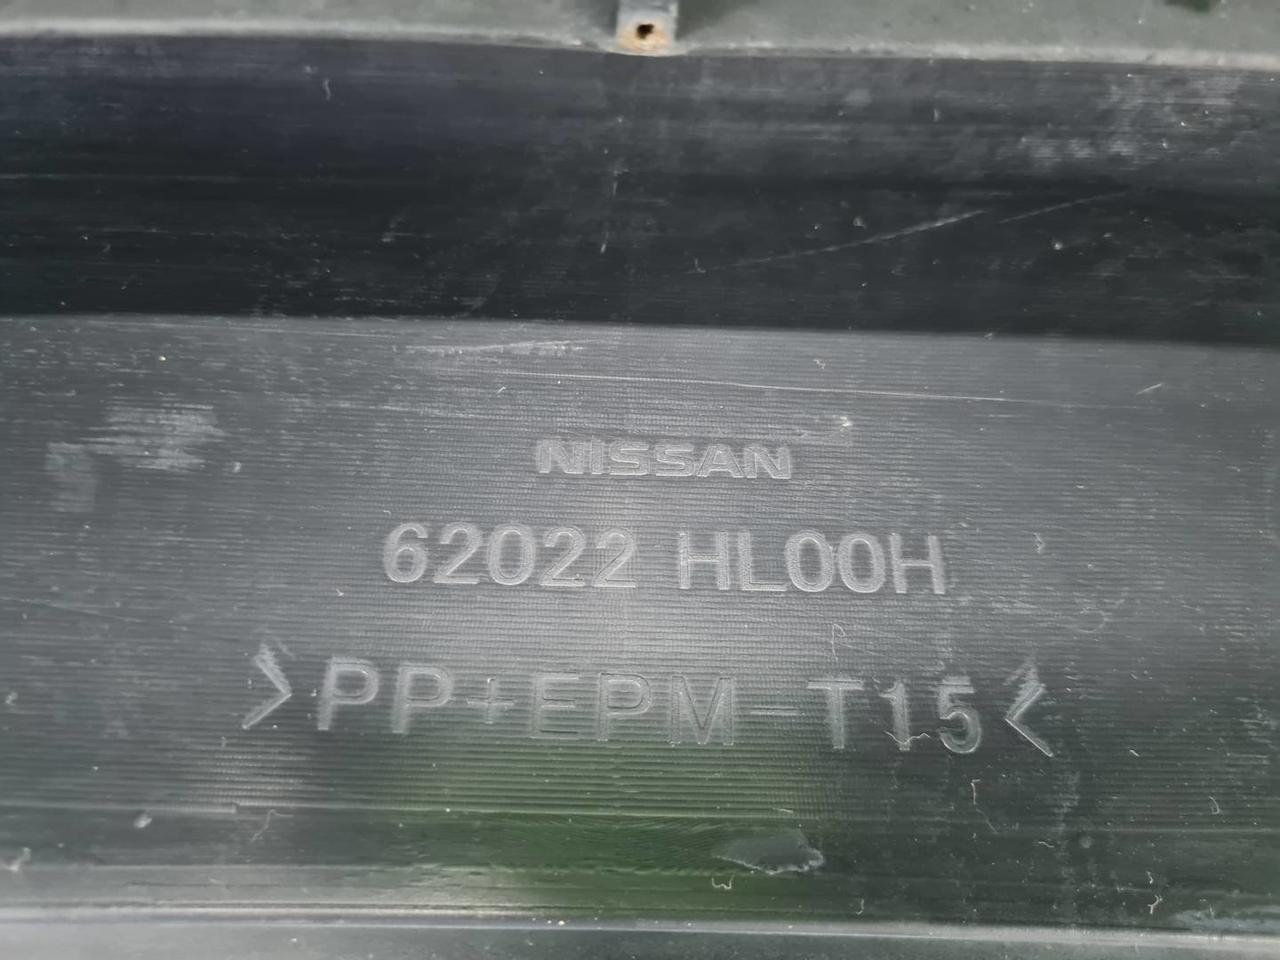 NISSAN
62022 HL00H
>PP+EPM-T15<